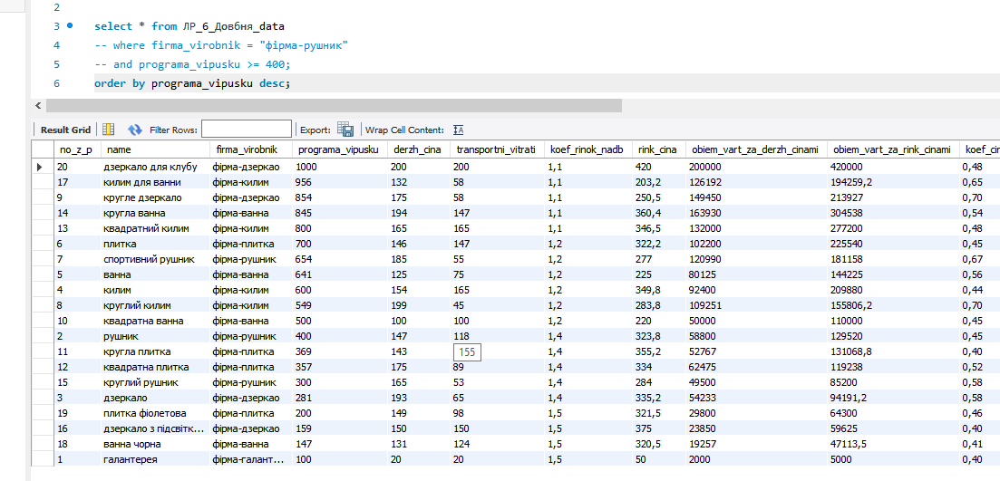 2
3 select * from ЛР_6_Довбня_data
4 -- where firma_virobnik = "фірма-рушник"
5 -- and programa_vipusku >= 400;
6 order by programa_vipusku desc;
Result Grid Filter Rows: Export: Wrap Cell Content:
no_z_p name firma_virobnik programa_vipusku derzh_cina transportni_vitrati koef_rinok_nadb rink_cina obiem_vart_za_derzh_cinami obiem_vart_za_rink_cinami koef_cin
20 дзеркало для клубу фірма-дзеркао 1000 200 200 1,1 420 200000 420000 0,48
17 килим для ванни фірма-килим 956 132 58 1,1 203,2 126192 194259,2 0,65
9 кругле дзеркало фірма-дзеркао 854 175 58 1,1 250,5 149450 213927 0,70
14 кругла ванна фірма-ванна 845 194 147 1,1 360,4 163930 304538 0,54
13 квадратний килим фірма-килим 800 165 165 1,1 346,5 132000 277200 0,48
6 плитка фірма-плитка 700 146 147 1,2 322,2 102200 225540 0,45
7 спортивний рушник фірма-рушник 654 185 55 1,2 277 120990 181158 0,67
5 ванна фірма-ванна 641 125 75 1,2 225 80125 144225 0,56
4 килим фірма-килим 600 154 165 1,2 349,8 92400 209880 0,44
8 круглий килим фірма-килим 549 199 45 1,2 283,8 109251 155806,2 0,70
10 квадратна ванна фірма-ванна 500 100 100 1,2 220 50000 110000 0,45
2 рушник фірма-рушник 400 147 118 1,4 323,8 58800 129520 0,45
11 кругла плитка фірма-плитка 369 143 155 1,4 355,2 52767 131068,8 0,40
12 квадратна плитка фірма-плитка 357 175 89 1,4 334 62475 119238 0,52
15 круглий рушник фірма-рушник 300 165 53 1,4 284 49500 85200 0,58
3 дзеркало фірма-дзеркао 281 193 65 1,4 335,2 54233 94191,2 0,58
19 плитка фіолетова фірма-плитка 200 149 98 1,5 321,5 29800 64300 0,46
16 дзеркало з підсвітк... фірма-дзеркао 159 150 150 1,5 375 23850 59625 0,40
18 ванна чорна фірма-ванна 147 131 124 1,5 320,5 19257 47113,5 0,41
1 галантерея фірма-галант... 100 20 20 1,5 50 2000 5000 0,40